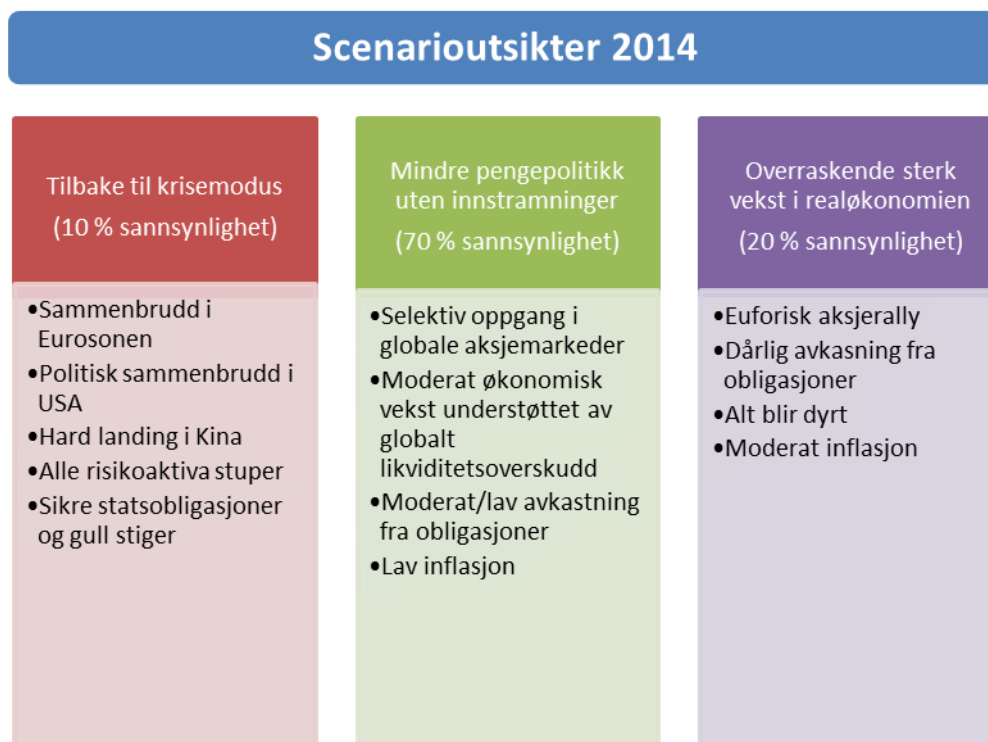 Scenarioutsikter 2014
Tilbake til krisemodus
(10 % sannsynlighet)
•Sammenbrudd i
Eurosonen
•Politisk sammenbrudd i
USA
•Hard landing i Kina
•Alle risikoaktiva stuper
•Sikre statsobligasjoner
og gull stiger
Mindre pengepolitikk
uten innstramninger
(70 % sannsynlighet)
•Selektiv oppgang i
globale aksjemarkeder
•Moderat økonomisk
vekst understøttet av
globalt
likviditetsoverskudd
•Moderat/lav avkastning
fra obligasjoner
•Lav inflasjon
Overraskende sterk
vekst i realøkonomien
(20 % sannsynlighet)
•Euforisk aksjerally
•Dårlig avkasning fra
obligasjoner
•Alt blir dyrt
•Moderat inflasjon